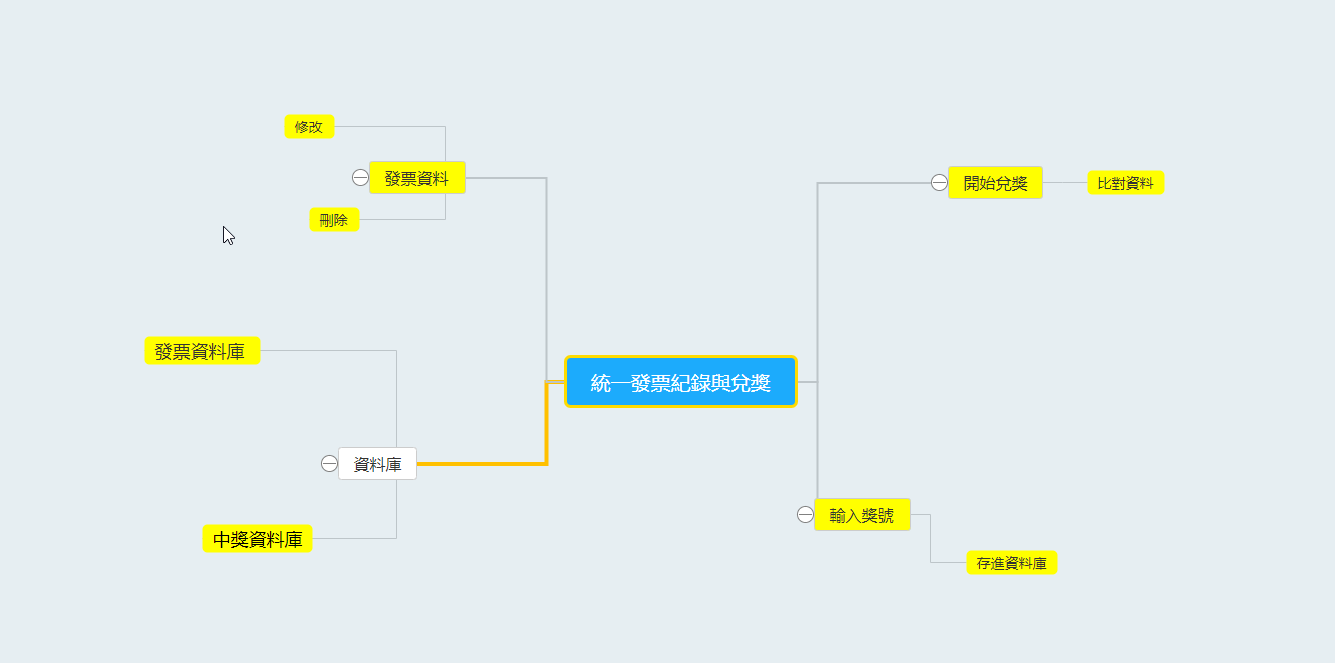 修改
發票資料
刪除
發票資料庫
資料庫
中獎資料庫
統一發票紀錄與兌獎
開始兌獎
比對資料
輸入獎號
存進資料庫